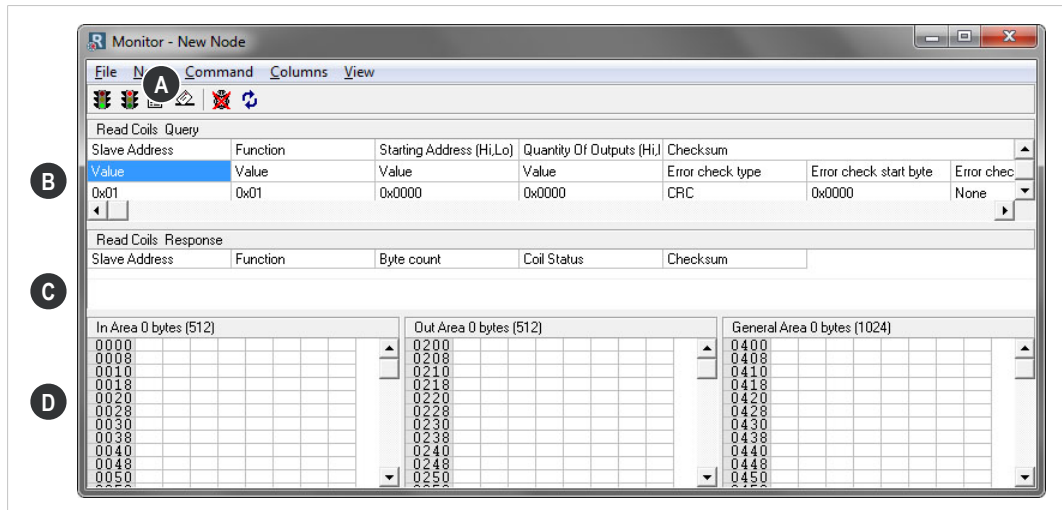 Monitor - New Node
File N Command Columns View
A
Read Coils Query
Slave Address Function Starting Address (Hi,Lo) Quantity Of Outputs (Hi,l Checksum
B
Value Value Value Value Error check type Error check start byte Error chec
0x01 0x01 0x0000 0x0000 CRC 0x0000 None
Read Coils Response
Slave Address Function Byte count Coil Status Checksum
C
In Area 0 bytes (512) Out Area 0 bytes (512) General Area 0 bytes (1024)
0000 0200 0400
0008 0208 0408
0010 0210 0410
0018 0218 0418
0020 0220 0420
0028 0228 0428
D
0030 0230 0430
0038 0238 0438
0040 0240 0440
0048 0248 0448
0050 0250 0450